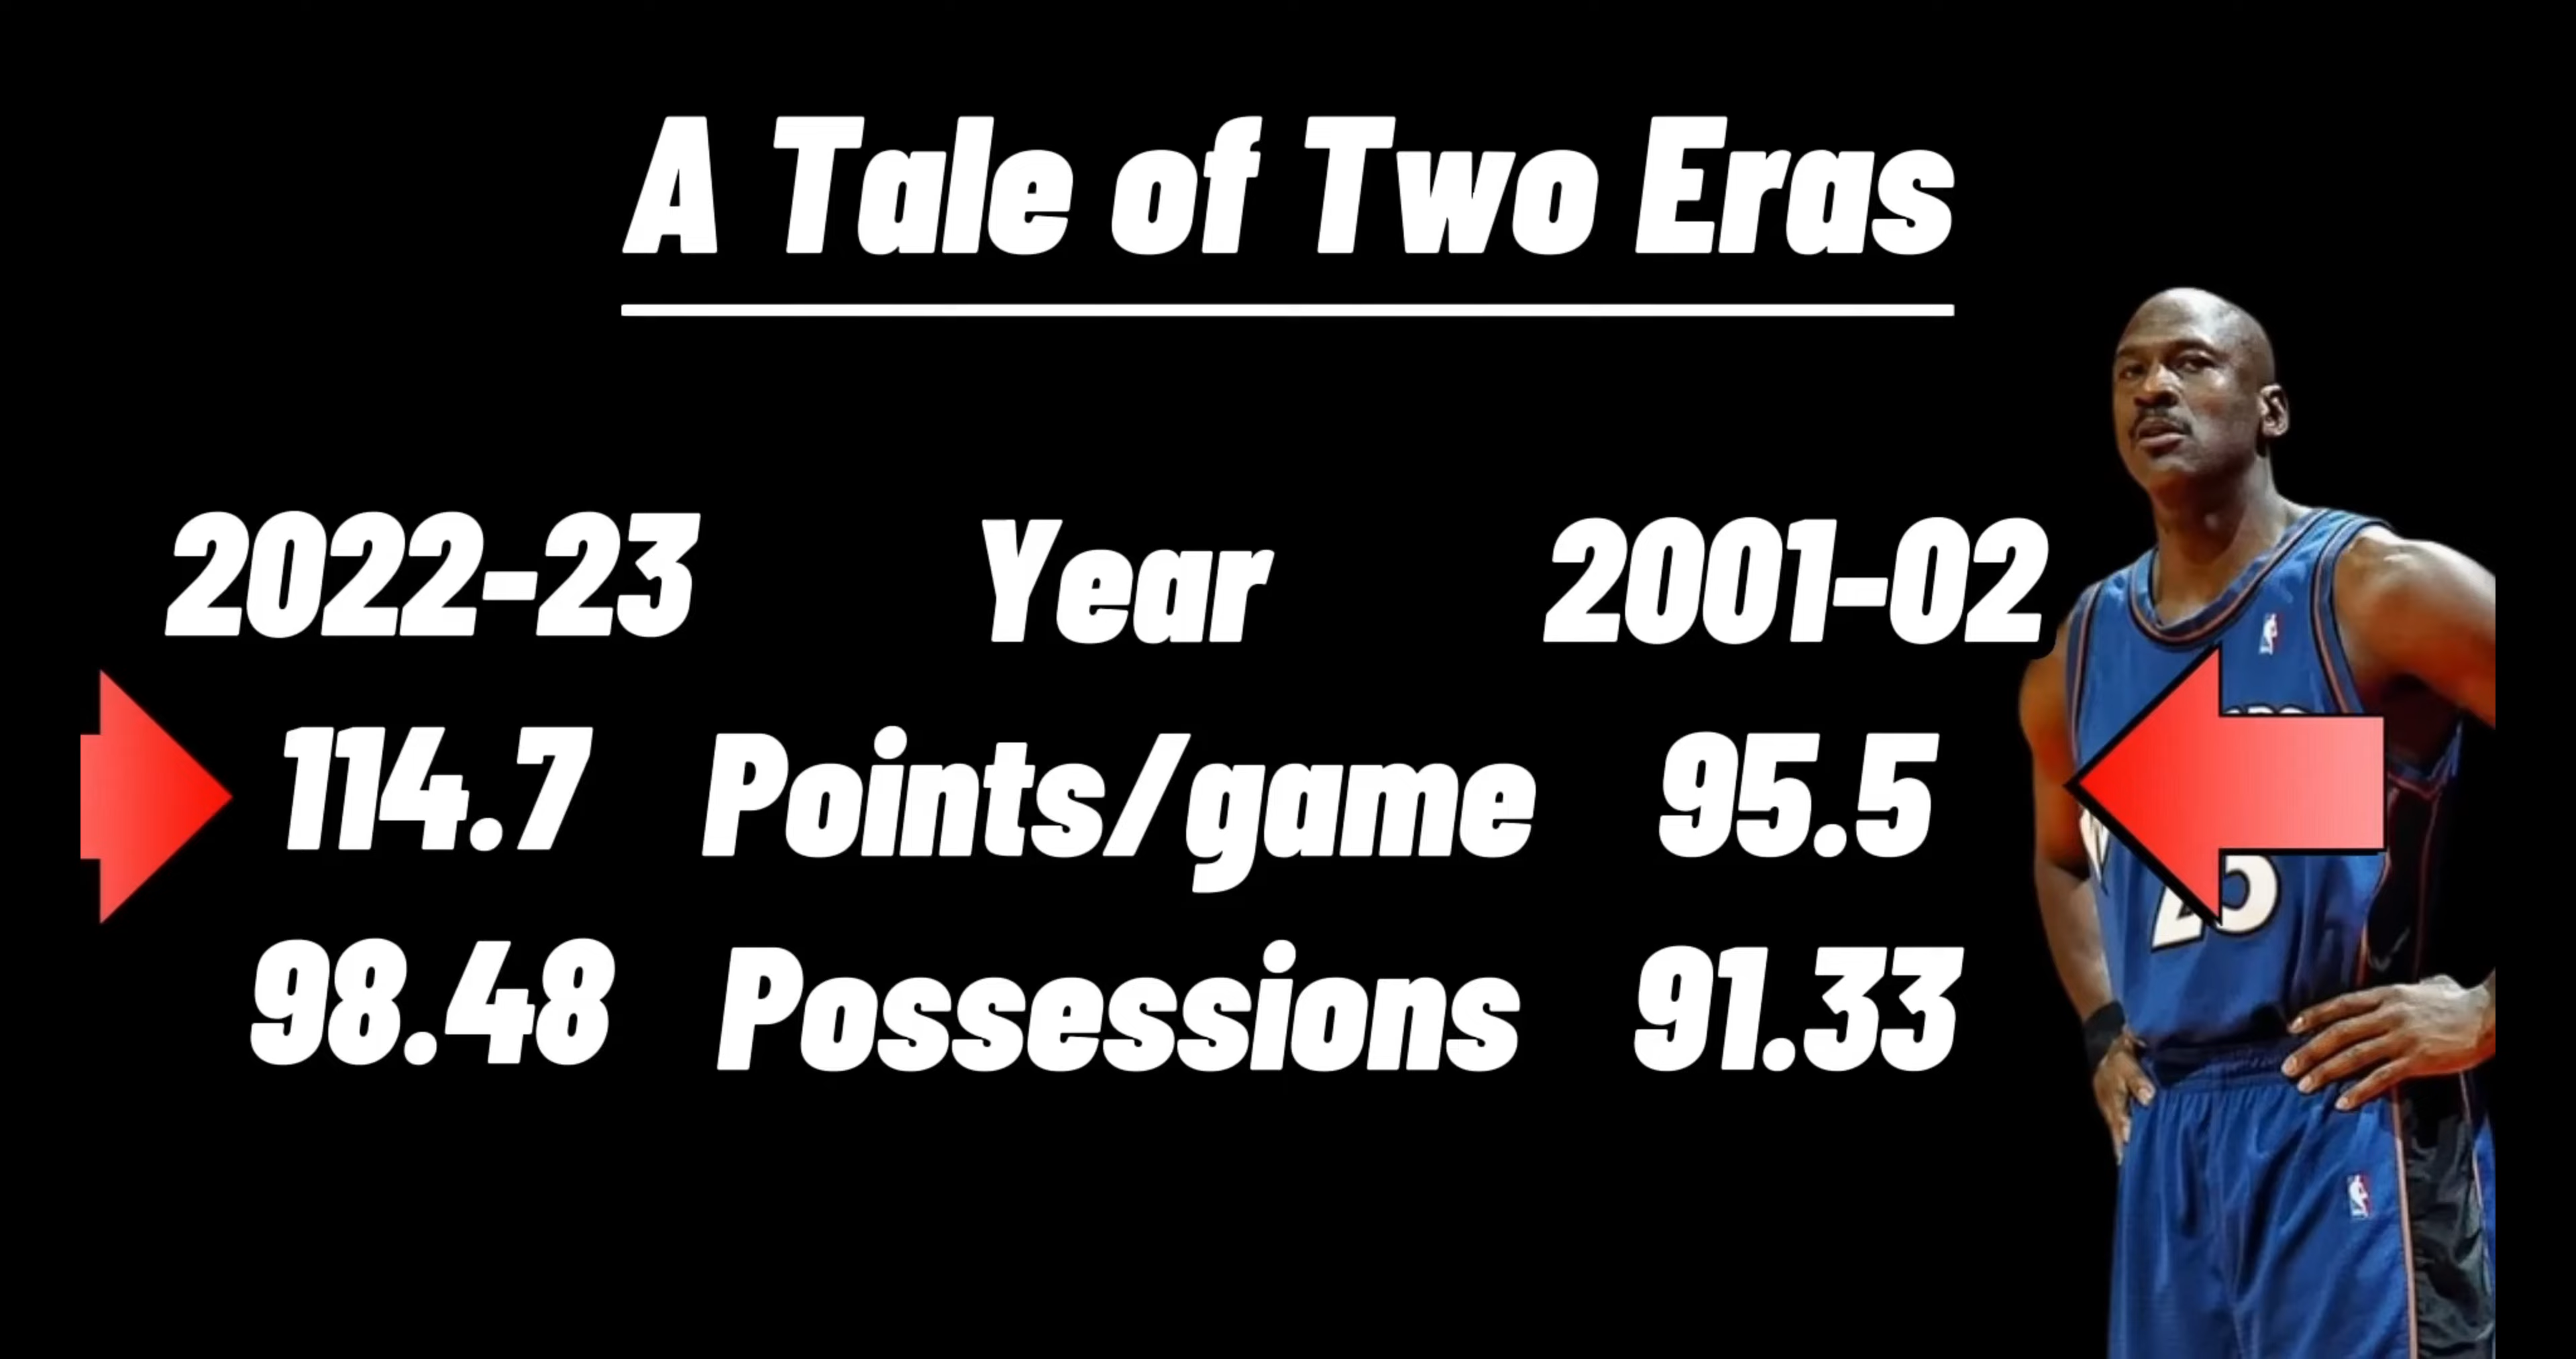 A Tale of Two Eras
2022-23 Year 2001-02
114.7 Points/game 95.5
98.48 Possessions 91.33